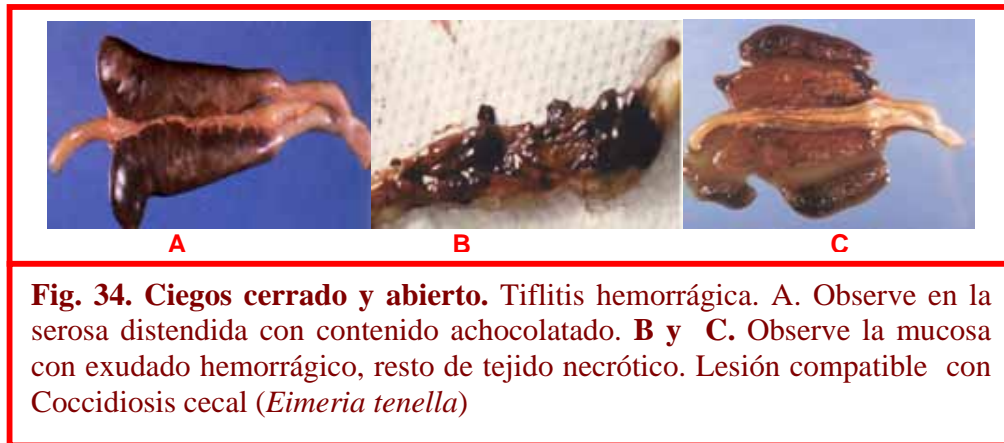 A B C
Fig. 34. Ciegos cerrado y abierto. Tiflitis hemorrágica. A. Observe en la
serosa distendida con contenido achocolatado. B y C. Observe la mucosa
con exudado hemorrágico, resto de tejido necrótico. Lesión compatible con
Coccidiosis cecal (Eimeria tenella)